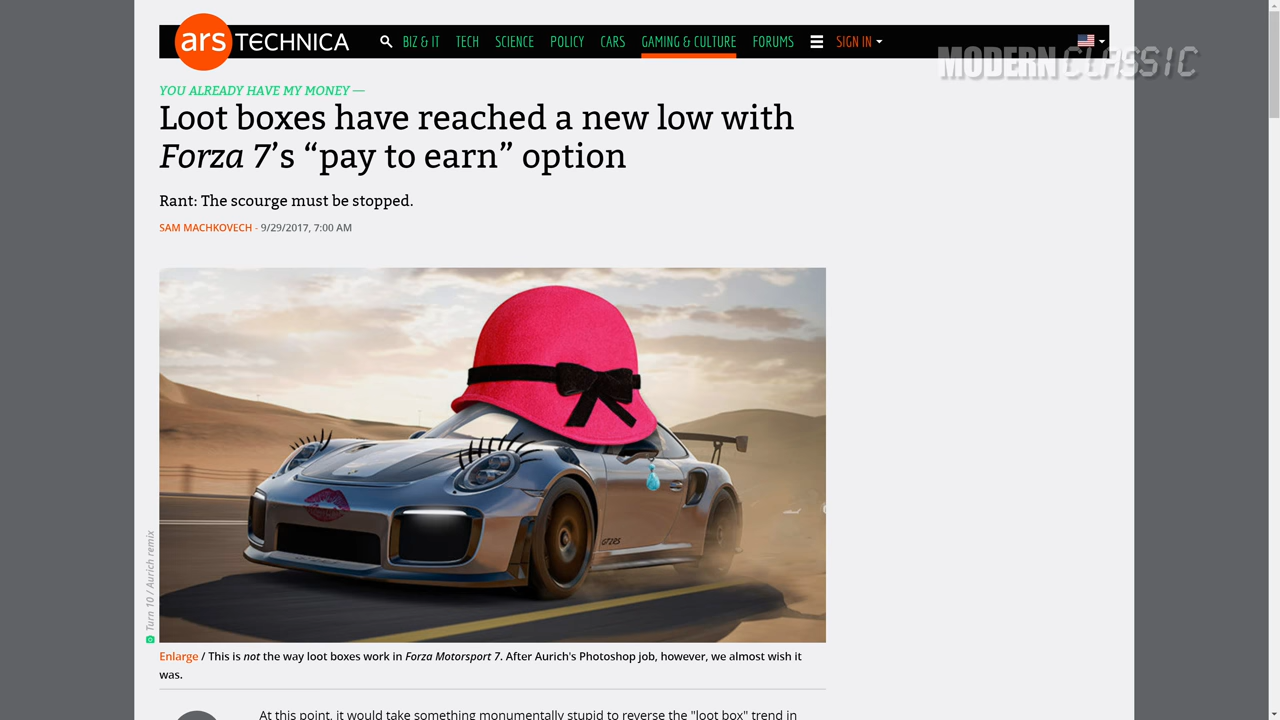 ars TECHNICA BIZ & IT TECH SCIENCE POLICY CARS GAMING & CULTURE FORUMS SIGN IN
MODERN CLASSIC
YOU ALREADY HAVE MY MONEY —
Loot boxes have reached a new low with
Forza 7’s “pay to earn” option
Rant: The scourge must be stopped.
SAM MACHKOVECH - 9/29/2017, 7:00 AM
GT2RS
Turn 10 / Aurich remix
Enlarge / This is not the way loot boxes work in Forza Motorsport 7. After Aurich's Photoshop job, however, we almost wish it
was.
At this point, it would take something monumentally stupid to reverse the "loot box" trend in